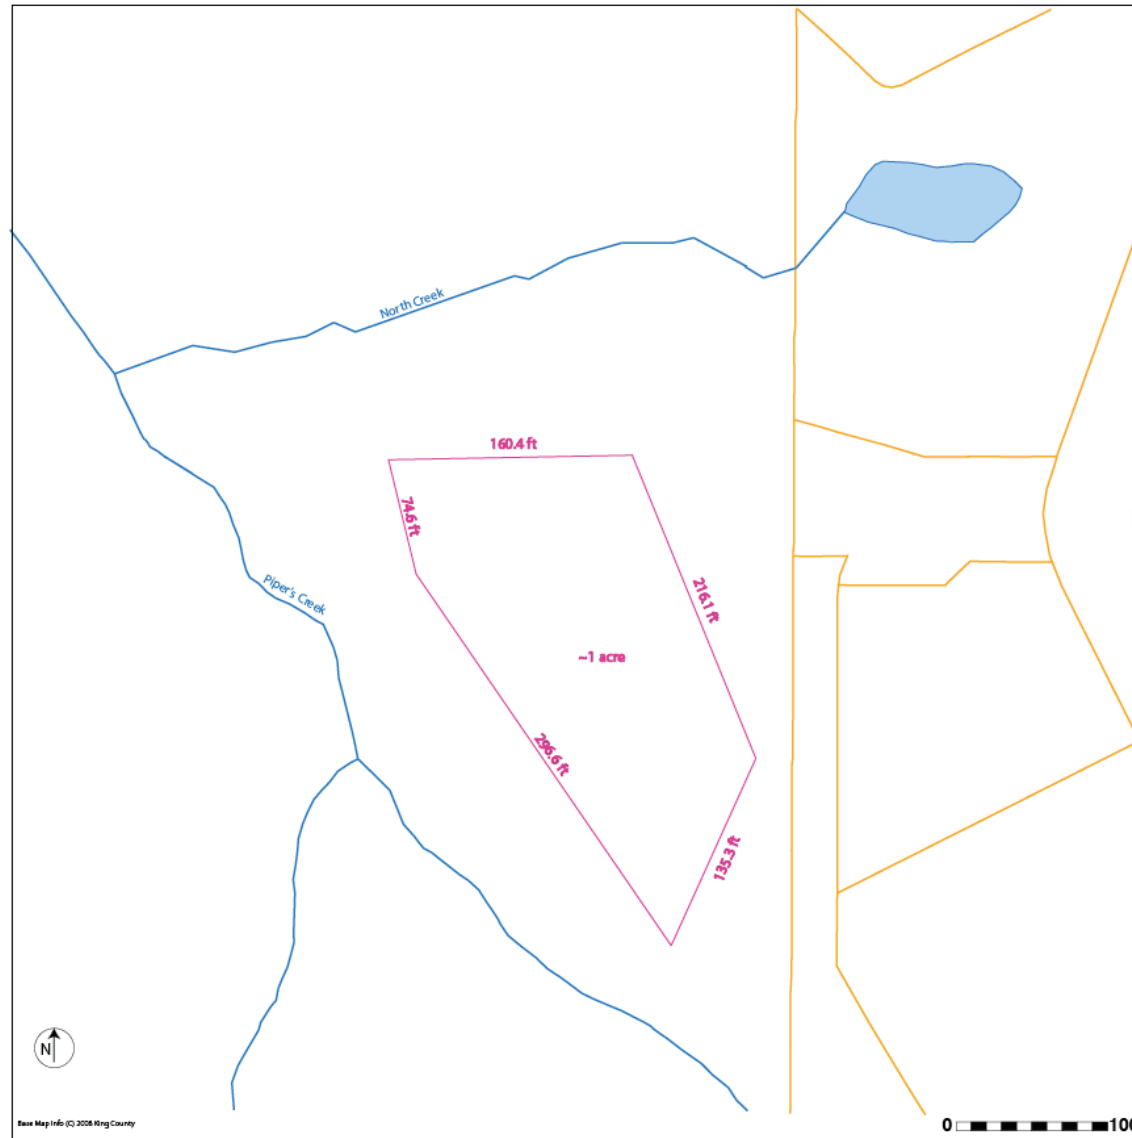 North Creek
160.4 ft
74.6 ft
Piper's Creek
216.1 ft
~1 acre
296.6 ft
135.3 ft
N
Base Map Info (C) 2008 King County
0 100